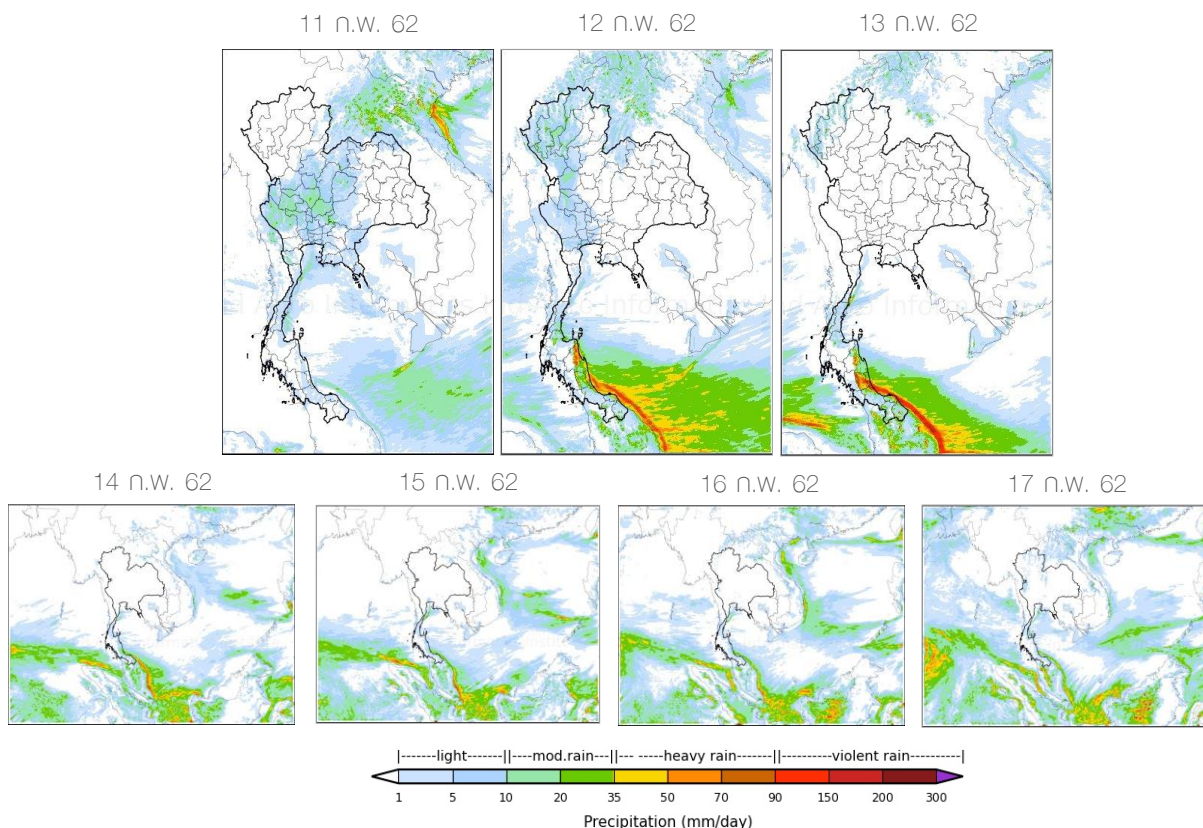 11 ก.พ. 62
12 ก.พ. 62
13 ก.พ. 62
14 ก.พ. 62
15 ก.พ. 62
16 ก.พ. 62
17 ก.พ. 62
|------light-------||----mod.rain-----||--- -----heavy rain------||----------violent rain----------|
1 5 10 20 35 50 70 90 150 200 300
Precipitation (mm/day)